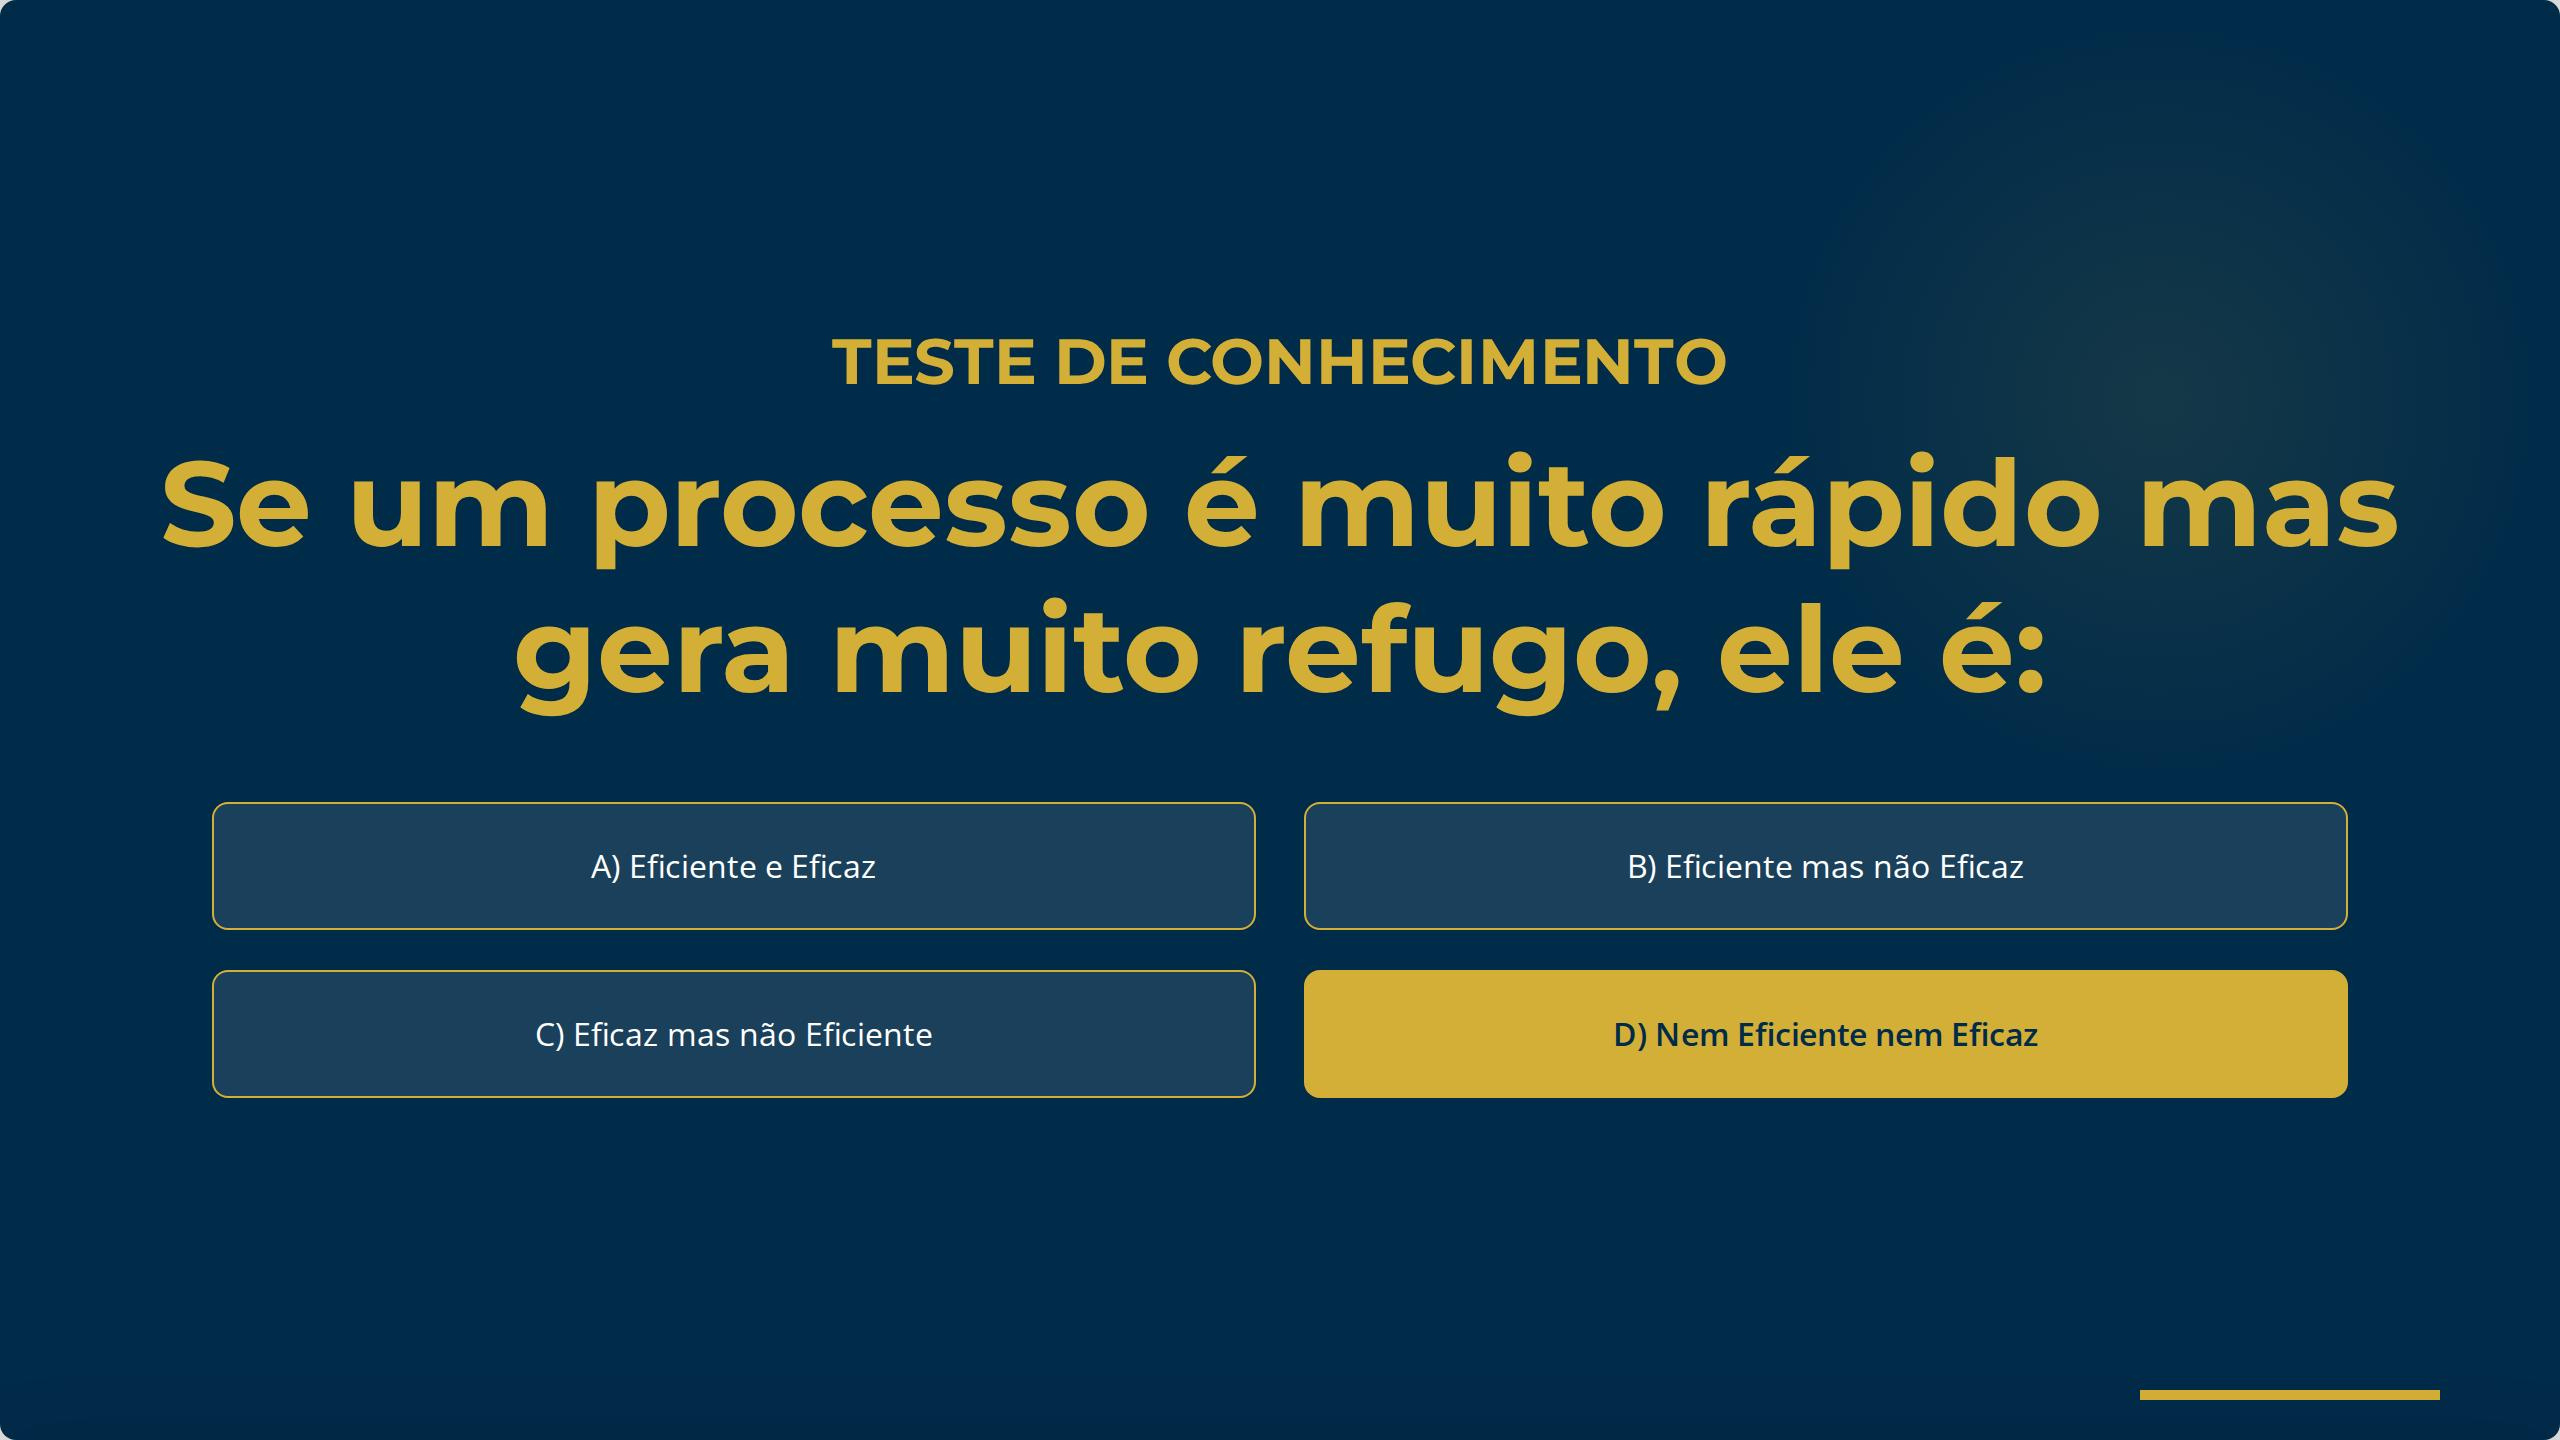 TESTE DE CONHECIMENTO
Se um processo é muito rápido mas
gera muito refugo, ele é:
A) Eficiente e Eficaz
B) Eficiente mas não Eficaz
C) Eficaz mas não Eficiente
D) Nem Eficiente nem Eficaz